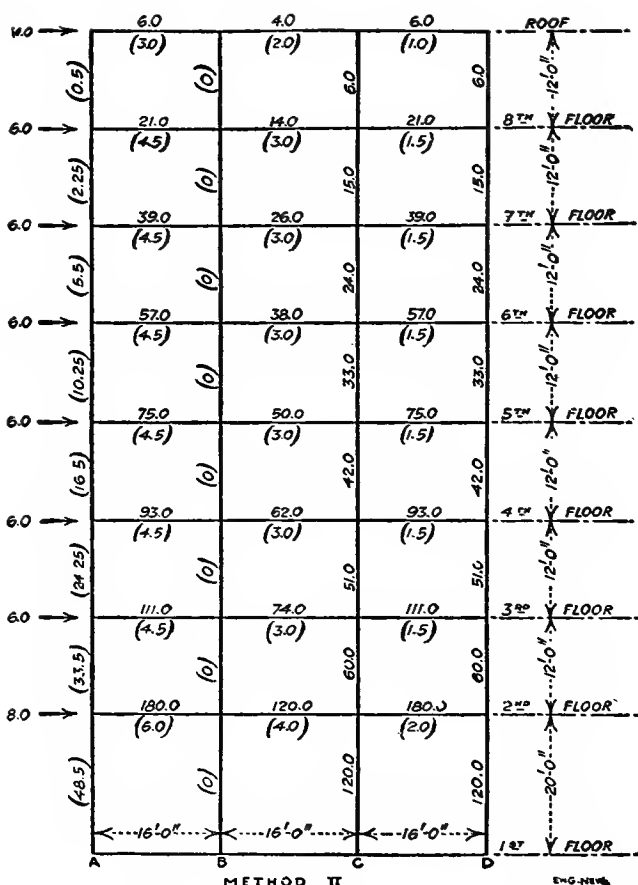 6.0 4.0 6.0 ROOF
4.0
(3.0) (2.0) (1.0)
(0.5) (0) 6.0 6.0 12'-0"
21.0 14.0 21.0
6.0 8TH FLOOR
(4.5) (3.0) (1.5)
(2.25) (0) 15.0 15.0 12'-0"
39.0 26.0 39.0
6.0 7TH FLOOR
(4.5) (3.0) (1.5)
(5.5) (0) 24.0 24.0 12'-0"
57.0 38.0 57.0
6.0 6TH FLOOR
(4.5) (3.0) (1.5)
(10.25) (0) 33.0 33.0 12'-0"
75.0 50.0 75.0
6.0 5TH FLOOR
(4.5) (3.0) (1.5)
(16.5) (0) 42.0 42.0 12'-0"
93.0 62.0 93.0
6.0 4TH FLOOR
(4.5) (3.0) (1.5)
(24.25) (0) 51.0 51.0 12'-0"
111.0 74.0 111.0
6.0 3RD FLOOR
(4.5) (3.0) (1.5)
(33.5) (0) 60.0 60.0 12'-0"
180.0 120.0 180.0
8.0 2ND FLOOR
(6.0) (4.0) (2.0)
(48.5) (0) 120.0 120.0 20'-0"
16'-0" 16'-0" 16'-0"
1ST FLOOR
A B C D
METHOD II
ENG. NEWS